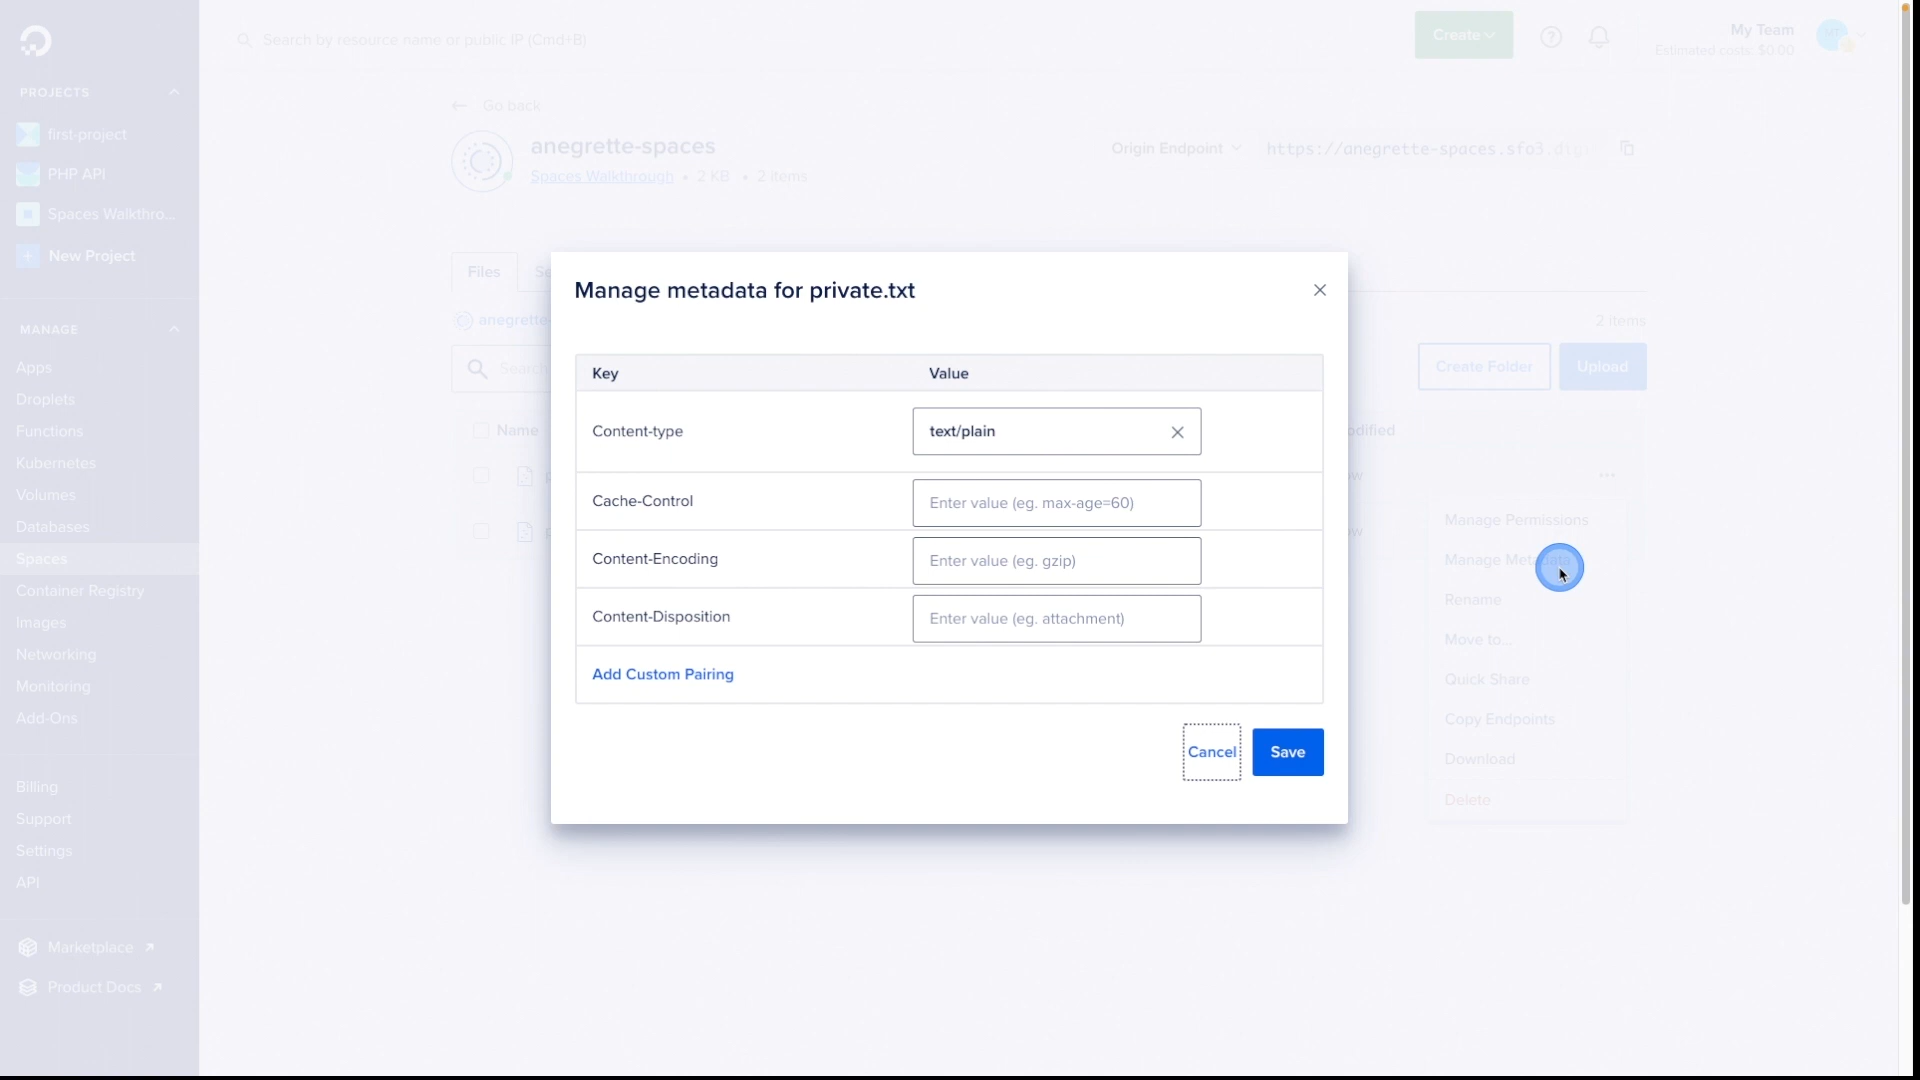 Search by resource name or public IP (Cmd+B)
Create
My Team
Estimated costs: $0.00
PROJECTS
first-project
PHP API
Spaces Walkthro...
New Project
MANAGE
Apps
Droplets
Functions
Kubernetes
Volumes
Databases
Spaces
Container Registry
Images
Networking
Monitoring
Add-Ons
Billing
Support
Settings
API
Marketplace
Product Docs
Go back
anegrette-spaces
Spaces Walkthrough • 2 KB • 2 items
Origin Endpoint
https://anegrette-spaces.sfo3.digi
Files
anegrette-
2 items
Search
Create Folder
Upload
Name
Manage Permissions
Manage Metadata
Rename
Move to...
Quick Share
Copy Endpoints
Download
Delete
Manage metadata for private.txt
Key Value
Content-type text/plain
Cache-Control Enter value (eg. max-age=60)
Content-Encoding Enter value (eg. gzip)
Content-Disposition Enter value (eg. attachment)
Add Custom Pairing
Cancel
Save